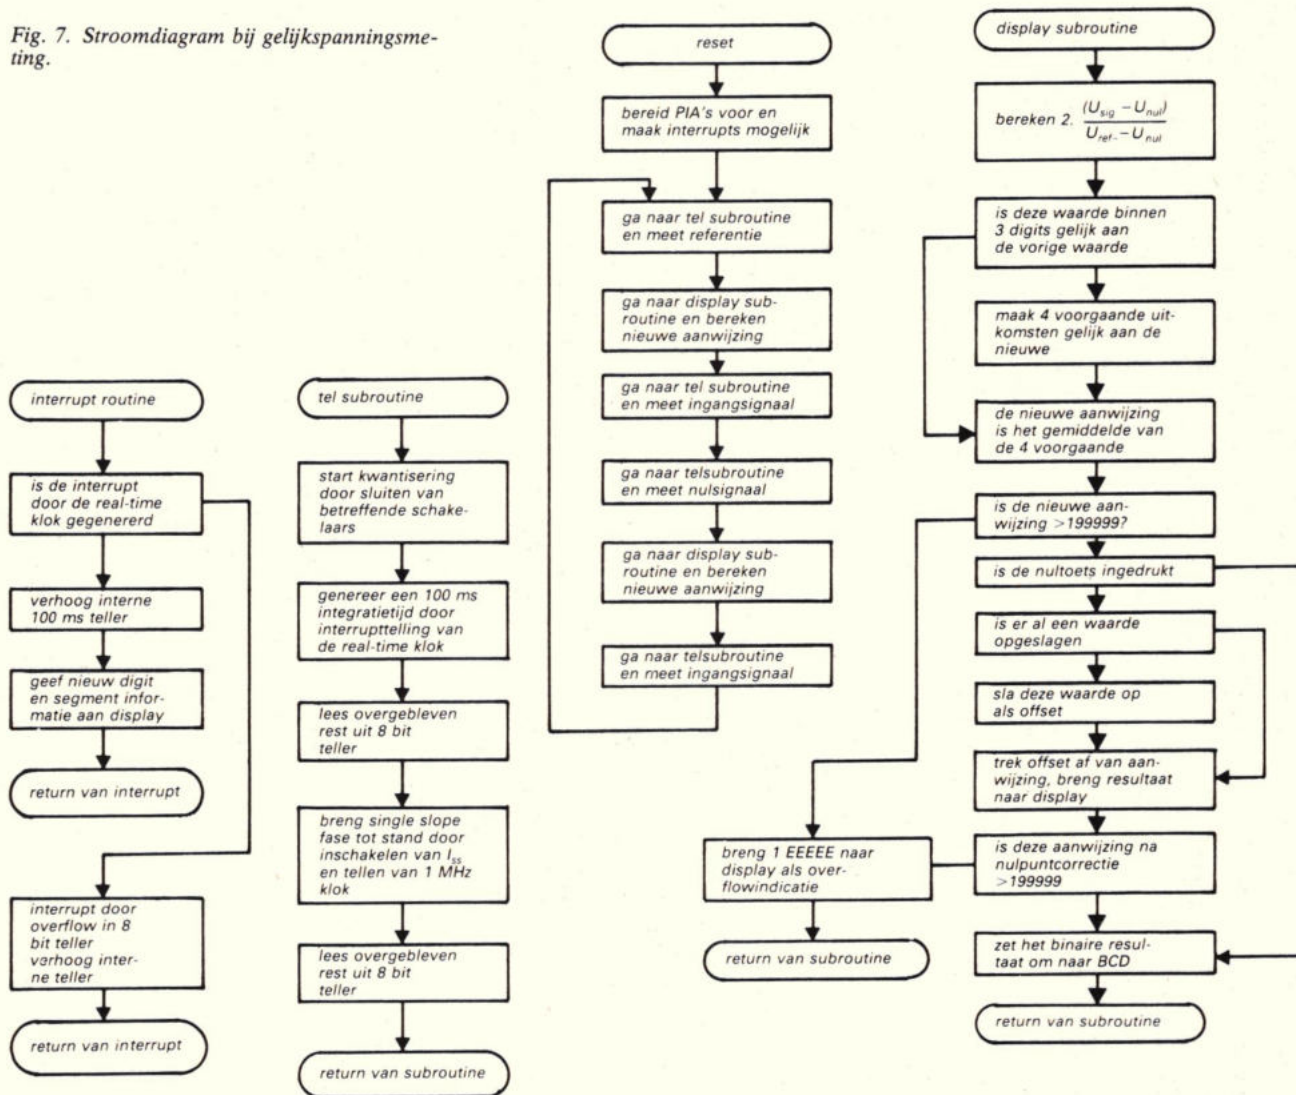 Fig. 7. Stroomdiagram bij gelijkspanningsme-
ting.
interrupt routine
is de interrupt
door de real-time
klok gegenererd
verhoog interne
100 ms teller
geef nieuw digit
en segment infor-
matie aan display
return van interrupt
interrupt door
overflow in 8
bit teller
verhoog inter-
ne teller
return van interrupt
tel subroutine
start kwantisering
door sluiten van
betreffende schake-
laars
genereer een 100 ms
integratietijd door
interrupttelling van
de real-time klok
lees overgebleven
rest uit 8 bit
teller
breng single slope
fase tot stand door
inschakelen van I_ss
en tellen van 1 MHz
klok
lees overgebleven
rest uit 8 bit
teller
return van subroutine
reset
bereid PIA's voor en
maak interrupts mogelijk
ga naar tel subroutine
en meet referentie
ga naar display sub-
routine en bereken
nieuwe aanwijzing
ga naar tel subroutine
en meet ingangsignaal
ga naar telsubroutine
en meet nulsignaal
ga naar display sub-
routine en bereken
nieuwe aanwijzing
ga naar telsubroutine
en meet ingangsignaal
display subroutine
bereken 2. (U_sig - U_nul)
U_ref. - U_nul
is deze waarde binnen
3 digits gelijk aan
de vorige waarde
maak 4 voorgaande uit-
komsten gelijk aan de
nieuwe
de nieuwe aanwijzing
is het gemiddelde van
de 4 voorgaande
is de nieuwe aan-
wijzing >199999?
is de nultoets ingedrukt
is er al een waarde
opgeslagen
sla deze waarde op
als offset
trek offset af van aan-
wijzing, breng resultaat
naar display
is deze aanwijzing na
nulpuntcorrectie
>199999
breng 1 EEEEE naar
display als over-
flowindicatie
return van subroutine
zet het binaire resul-
taat om naar BCD
return van subroutine